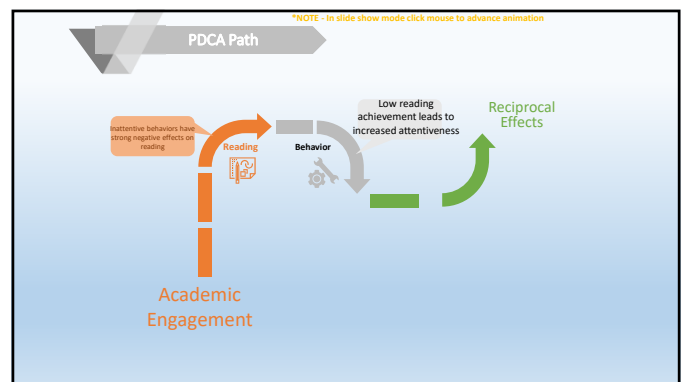 *NOTE - In slide show mode click mouse to advance animation
PDCA Path
Inattentive behaviors have
strong negative effects on
reading
Reading
Behavior
Low reading
achievement leads to
increased attentiveness
Reciprocal
Effects
Academic
Engagement